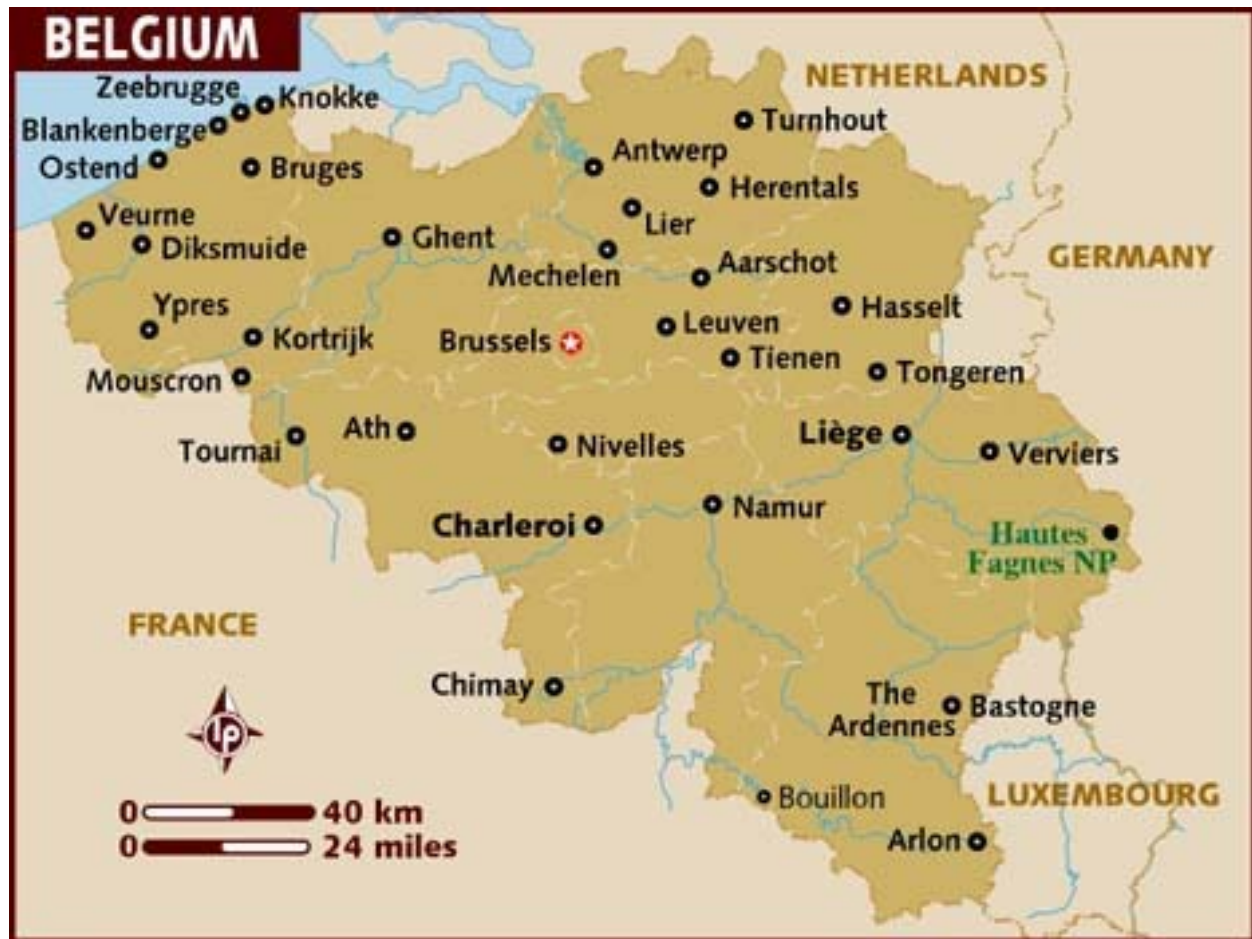 BELGIUM
NETHERLANDS
Zeebrugge
Knokke
Blankenberge
Turnhout
Ostend
Bruges
Antwerp
Herentals
Veurne
Lier
Diksmuide
Ghent
Mechelen
Aarschot
GERMANY
Ypres
Hasselt
Kortrijk
Brussels
Leuven
Tienen
Mouscron
Tongeren
Tournai
Ath
Nivelles
Liège
Verviers
Charleroi
Namur
Hautes
Fagnes NP
FRANCE
Chimay
The
Ardennes
Bastogne
lp
Bouillon
LUXEMBOURG
0 40 km
0 24 miles
Arlon